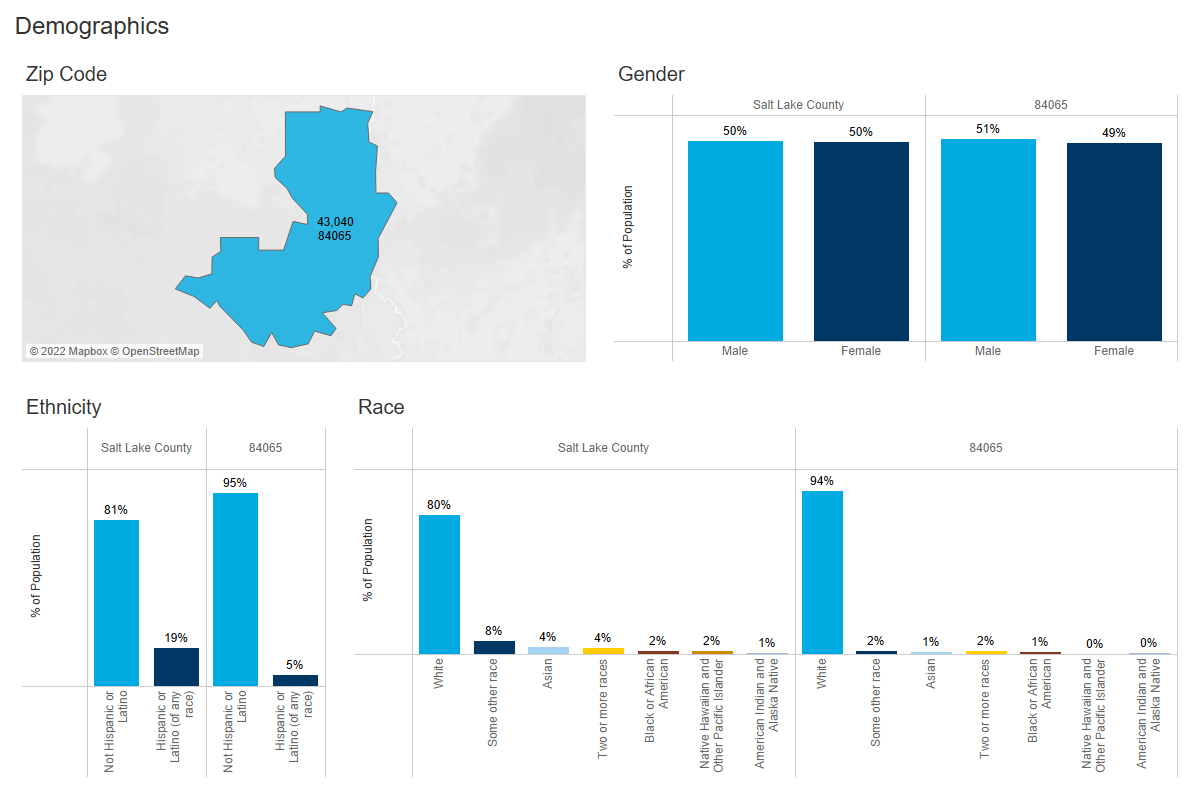 Demographics
Zip Code
43,040
84065
© 2022 Mapbox © OpenStreetMap
Gender
Salt Lake County
84065
% of Population
50%
50%
51%
49%
Male
Female
Male
Female
Ethnicity
Salt Lake County
84065
% of Population
81%
19%
95%
5%
Not Hispanic or
Latino
Hispanic or
Latino (of any
race)
Not Hispanic or
Latino
Hispanic or
Latino (of any
race)
Race
Salt Lake County
84065
% of Population
80%
8%
4%
4%
2%
2%
1%
94%
2%
1%
2%
1%
0%
0%
White
Some other race
Asian
Two or more races
Black or African
American
Native Hawaiian and
Other Pacific Islander
American Indian and
Alaska Native
White
Some other race
Asian
Two or more races
Black or African
American
Native Hawaiian and
Other Pacific Islander
American Indian and
Alaska Native